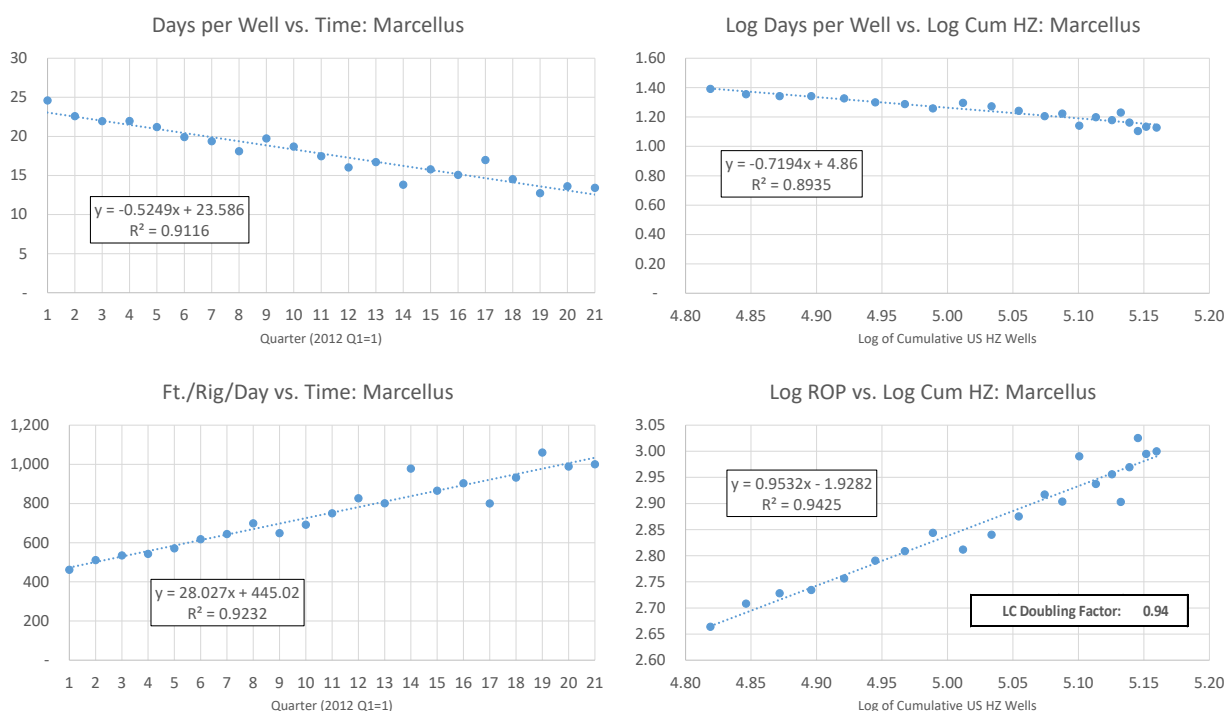 Days per Well vs. Time: Marcellus
30
25
20
15
10
5
-
y = -0.5249x + 23.586
R² = 0.9116
1 2 3 4 5 6 7 8 9 10 11 12 13 14 15 16 17 18 19 20 21
Quarter (2012 Q1=1)
Log Days per Well vs. Log Cum HZ: Marcellus
1.60
1.40
1.20
1.00
0.80
0.60
0.40
0.20
-
y = -0.7194x + 4.86
R² = 0.8935
4.80 4.85 4.90 4.95 5.00 5.05 5.10 5.15 5.20
Log of Cumulative US HZ Wells
Ft./Rig/Day vs. Time: Marcellus
1,200
1,000
800
600
400
200
-
y = 28.027x + 445.02
R² = 0.9232
1 2 3 4 5 6 7 8 9 10 11 12 13 14 15 16 17 18 19 20 21
Quarter (2012 Q1=1)
Log ROP vs. Log Cum HZ: Marcellus
3.05
3.00
2.95
2.90
2.85
2.80
2.75
2.70
2.65
2.60
y = 0.9532x - 1.9282
R² = 0.9425
LC Doubling Factor: 0.94
4.80 4.85 4.90 4.95 5.00 5.05 5.10 5.15 5.20
Log of Cumulative US HZ Wells